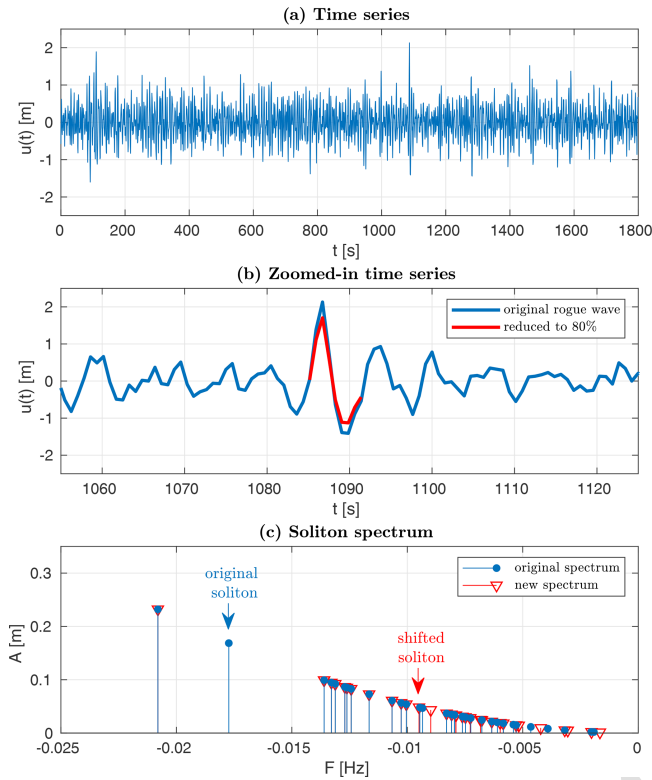 (a) Time series
2
1
0
-1
-2
u(t) [m]
0 200 400 600 800 1000 1200 1400 1600 1800
t [s]
(b) Zoomed-in time series
original rogue wave
reduced to 80%
2
1
0
-1
-2
u(t) [m]
1060 1070 1080 1090 1100 1110 1120
t [s]
(c) Soliton spectrum
original spectrum
new spectrum
original
soliton
shifted
soliton
0.3
0.2
0.1
0
A [m]
-0.025 -0.02 -0.015 -0.01 -0.005 0
F [Hz]